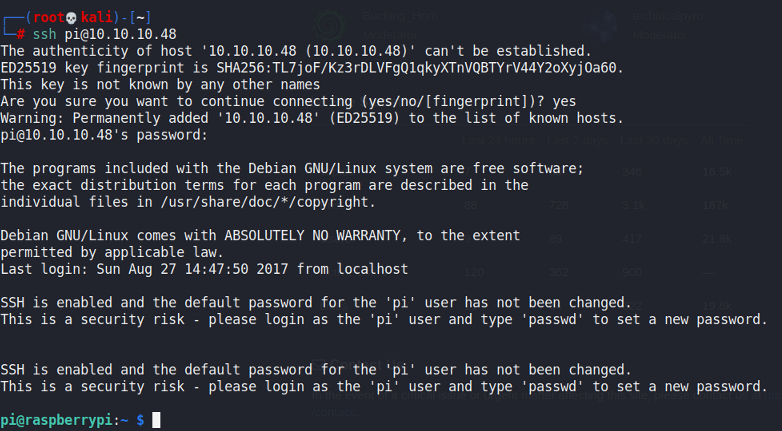 ┌──(root💀kali)-[~]
└─# ssh pi@10.10.10.48
The authenticity of host '10.10.10.48 (10.10.10.48)' can't be established.
ED25519 key fingerprint is SHA256:TL7joF/Kz3rDLVFgQ1qkyXTnVQBTYrV44Y2oXyjOa60.
This key is not known by any other names
Are you sure you want to continue connecting (yes/no/[fingerprint])? yes
Warning: Permanently added '10.10.10.48' (ED25519) to the list of known hosts.
pi@10.10.10.48's password:
The programs included with the Debian GNU/Linux system are free software;
the exact distribution terms for each program are described in the
individual files in /usr/share/doc/*/copyright.
Debian GNU/Linux comes with ABSOLUTELY NO WARRANTY, to the extent
permitted by applicable law.
Last login: Sun Aug 27 14:47:50 2017 from localhost
SSH is enabled and the default password for the 'pi' user has not been changed.
This is a security risk - please login as the 'pi' user and type 'passwd' to set a new password.
SSH is enabled and the default password for the 'pi' user has not been changed.
This is a security risk - please login as the 'pi' user and type 'passwd' to set a new password.
pi@raspberrypi:~ $